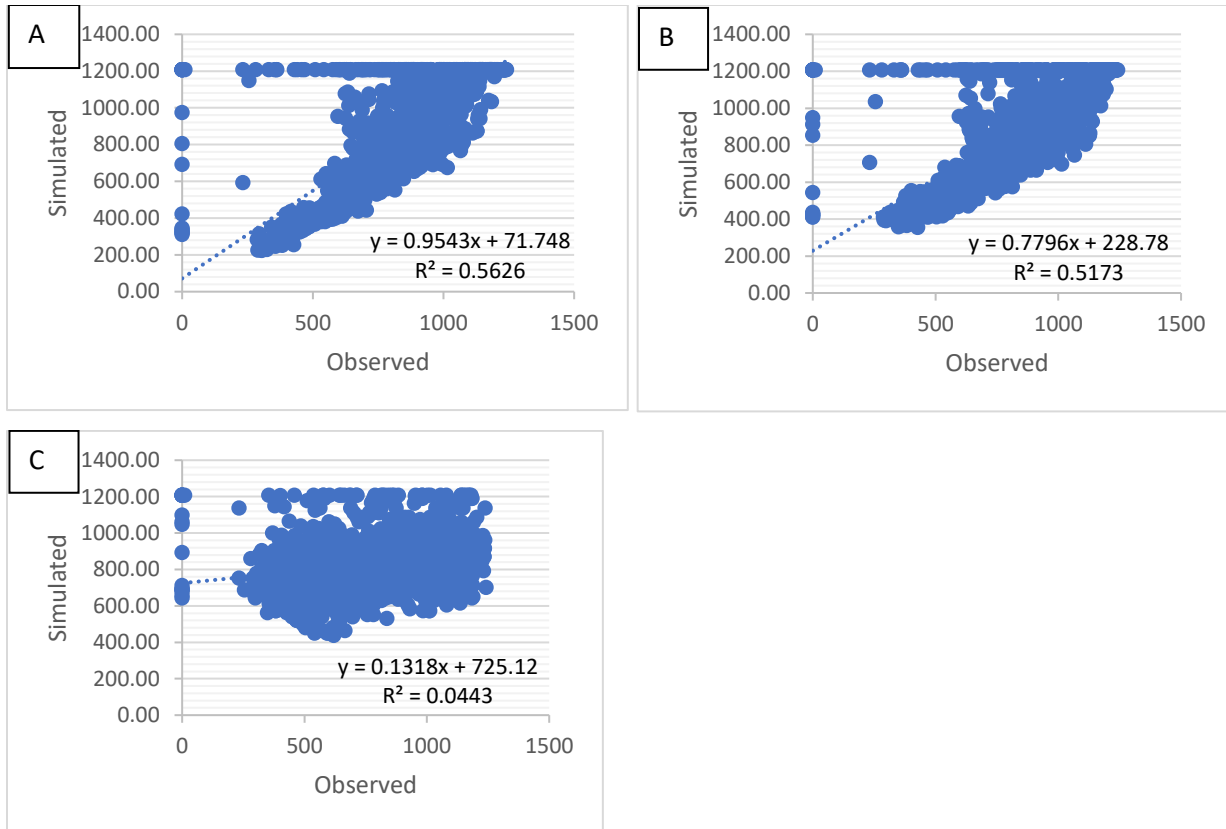 A
1400.00
1200.00
1000.00
800.00
600.00
400.00
200.00
0.00
Simulated
y = 0.9543x + 71.748
R² = 0.5626
0 500 1000 1500
Observed
B
1400.00
1200.00
1000.00
800.00
600.00
400.00
200.00
0.00
Simulated
y = 0.7796x + 228.78
R² = 0.5173
0 500 1000 1500
Observed
C
1400.00
1200.00
1000.00
800.00
600.00
400.00
200.00
0.00
Simulated
y = 0.1318x + 725.12
R² = 0.0443
0 500 1000 1500
Observed